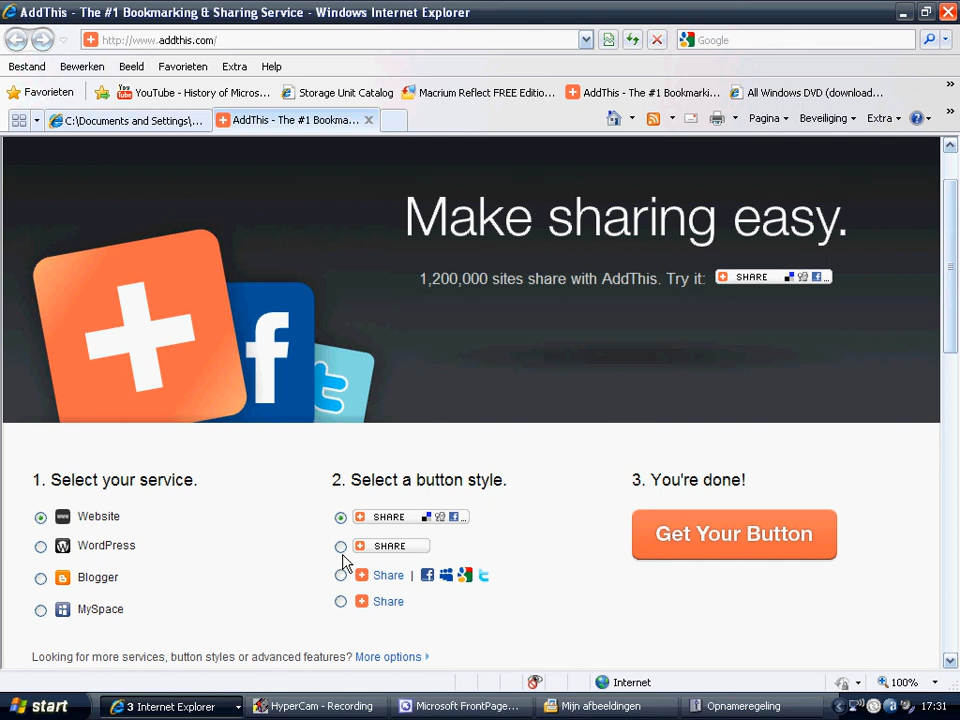 AddThis - The #1 Bookmarking & Sharing Service - Windows Internet Explorer
http://www.addthis.com/
Google
Bestand Bewerken Beeld Favorieten Extra Help
Favorieten YouTube - History of Micros... Storage Unit Catalog Macrium Reflect FREE Editio... AddThis - The #1 Bookmarki... All Windows DVD (download...
C:\Documents and Settings\... AddThis - The #1 Bookma... Pagina Beveiliging Extra
Make sharing easy.
1,200,000 sites share with AddThis. Try it: SHARE ...
1. Select your service.
Website
WordPress
Blogger
MySpace
2. Select a button style.
SHARE ...
SHARE
Share |
Share
3. You're done!
Get Your Button
Looking for more services, button styles or advanced features? More options
Internet 100%
start 3 Internet Explorer HyperCam - Recording Microsoft FrontPage... Mijn afbeeldingen Opnameregeling 17:31